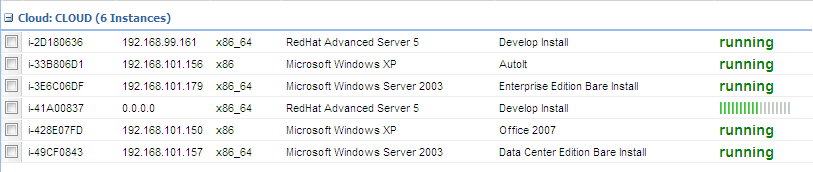 Cloud: CLOUD (6 Instances)
i-2D180636 192.168.99.161 x86_64 RedHat Advanced Server 5 Develop Install running
i-33B806D1 192.168.101.156 x86 Microsoft Windows XP AutoIt running
i-3E6C06DF 192.168.101.179 x86_64 Microsoft Windows Server 2003 Enterprise Edition Bare Install running
i-41A00837 0.0.0.0 x86_64 RedHat Advanced Server 5 Develop Install
i-428E07FD 192.168.101.150 x86 Microsoft Windows XP Office 2007 running
i-49CF0843 192.168.101.157 x86_64 Microsoft Windows Server 2003 Data Center Edition Bare Install running